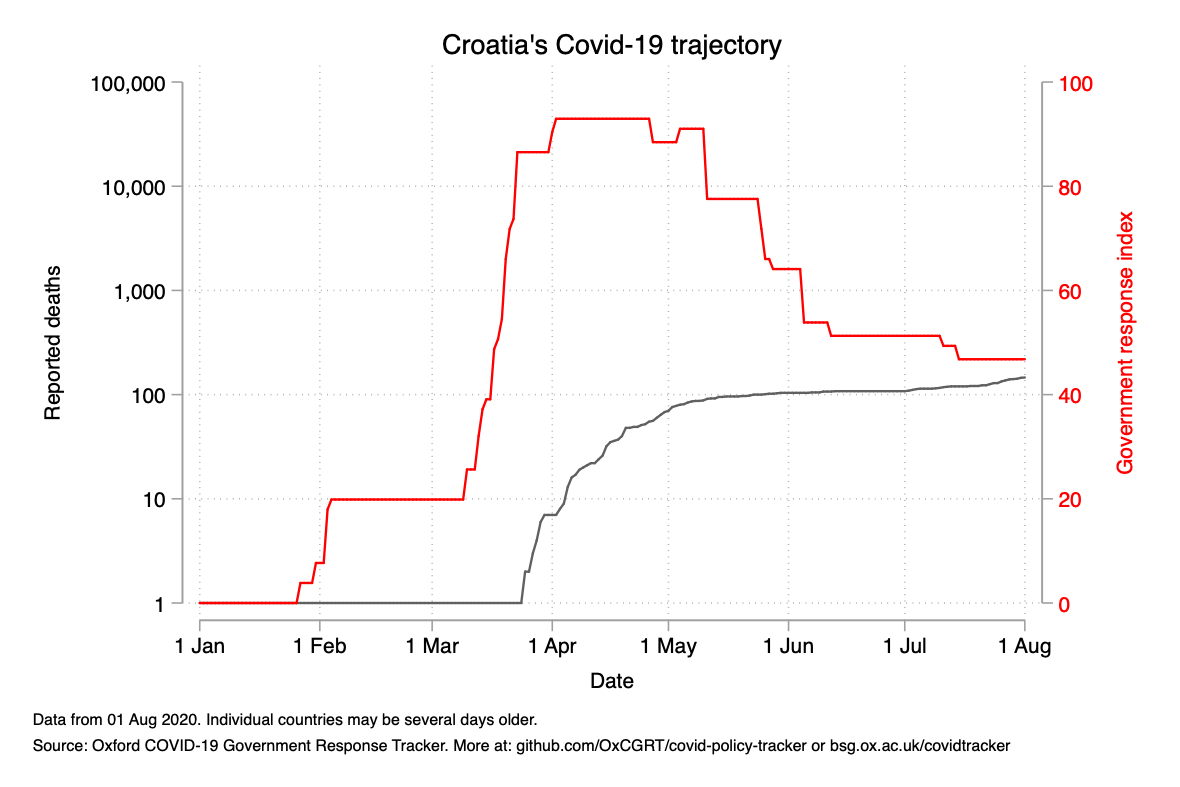 Croatia's Covid-19 trajectory
100,000
10,000
1,000
100
10
1
Reported deaths
100
80
60
40
20
0
Government response index
1 Jan 1 Feb 1 Mar 1 Apr 1 May 1 Jun 1 Jul 1 Aug
Date
Data from 01 Aug 2020. Individual countries may be several days older.
Source: Oxford COVID-19 Government Response Tracker. More at: github.com/OxCGRT/covid-policy-tracker or bsg.ox.ac.uk/covidtracker